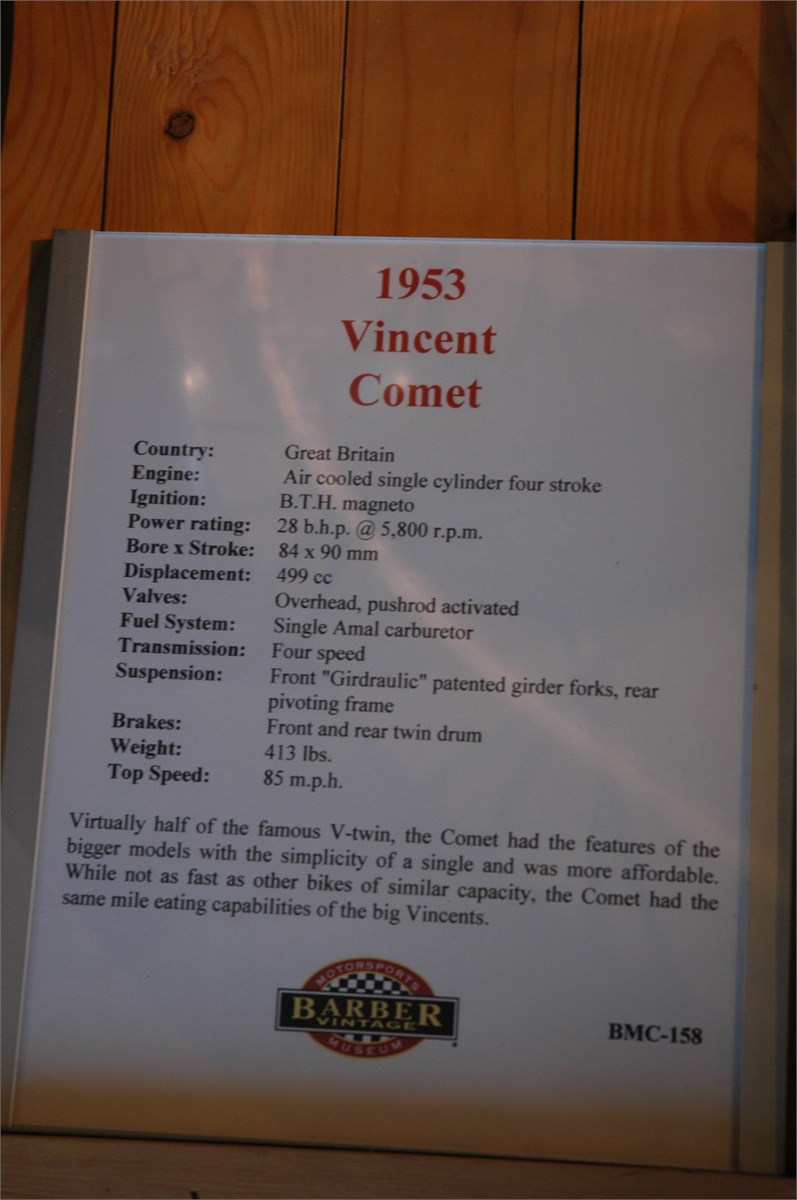 1953
Vincent
Comet
Country: Great Britain
Engine: Air cooled single cylinder four stroke
Ignition: B.T.H. magneto
Power rating: 28 b.h.p. @ 5,800 r.p.m.
Bore x Stroke: 84 x 90 mm
Displacement: 499 cc
Valves: Overhead, pushrod activated
Fuel System: Single Amal carburetor
Transmission: Four speed
Suspension: Front "Girdraulic" patented girder forks, rear
pivoting frame
Brakes: Front and rear twin drum
Weight: 413 lbs.
Top Speed: 85 m.p.h.
Virtually half of the famous V-twin, the Comet had the features of the
bigger models with the simplicity of a single and was more affordable.
While not as fast as other bikes of similar capacity, the Comet had the
same mile eating capabilities of the big Vincents.
MOTORSPORTS
BARBER
VINTAGE
MUSEUM
BMC-158